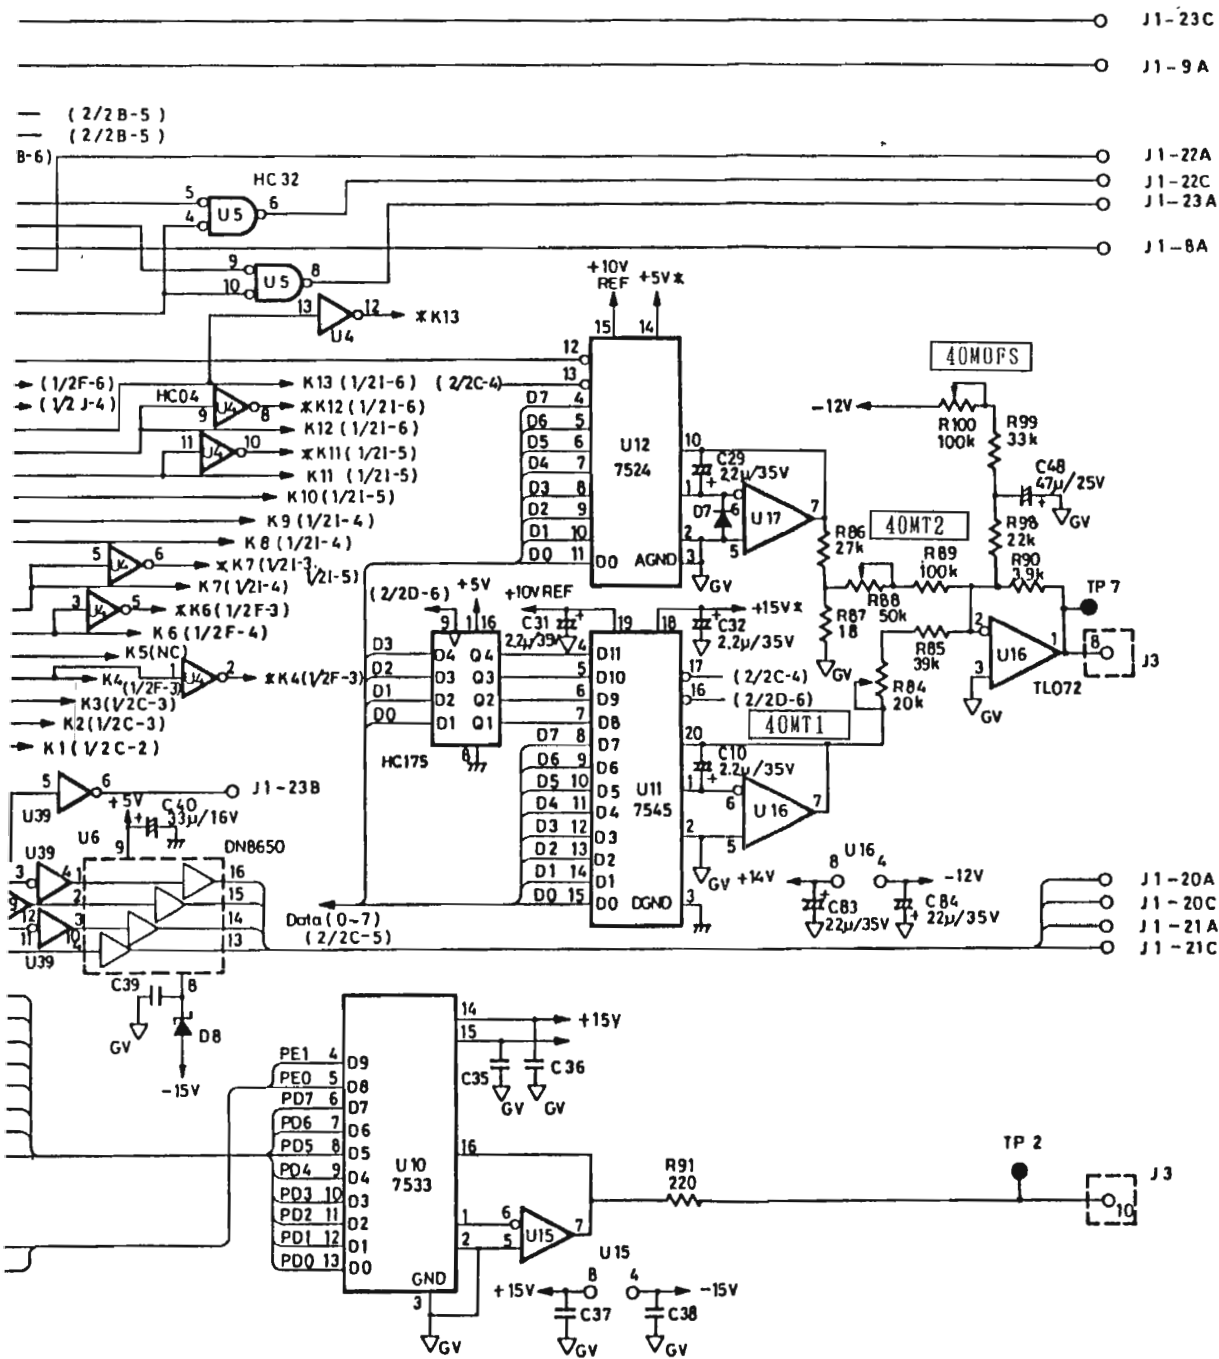 J1-23C
J1-9A
( 2/2B-5 )
( 2/2B-5 )
B-6)
J1-22A
HC32
J1-22C
5
U5
6
4
J1-23A
J1-8A
9
U5
8
10
+10V
REF
+5V*
13
12
*K13
U4
15
14
12
40MOFS
(1/2F-6)
K13 (1/2I-6)
(2/2C-4)
13
(1/2J-4)
HC04
9
U4
8
*K12 (1/2I-6)
D7
4
-12V
R100
100k
R99
33k
K12 (1/2I-6)
D6
5
U12
7524
10
11
U4
10
*K11 (1/2I-5)
D5
6
C29
2.2µ/35V
+
K11 (1/2I-5)
D4
7
C48
47µ/25V
+
GV
K10 (1/2I-5)
D3
8
1
K9 (1/2I-4)
D2
9
D7
6
U17
7
40MT2
K8 (1/2I-4)
D1
10
2
5
R86
27k
R98
22k
5
U4
6
*K7 (1/2I-3,
1/2I-5)
D0
11
D0
AGND
3
GV
R89
100k
R90
3.9k
K7 (1/2I-4)
+5V
(2/2D-6)
+10V REF
R88
50k
TP7
3
U4
5
*K6 (1/2F-3)
9
1
16
C31
2.2µ/35V
+
19
18
+15V*
C32
2.2µ/35V
+
R87
18
K6 (1/2F-4)
K5(NC)
D3
D4
Q4
4
D11
GV
R85
39k
2
U16
1
8
J3
K4
(1/2F-3)
1
U4
2
*K4(1/2F-3)
D2
D3
Q3
5
D10
17
(2/2C-4)
3
GV
TL072
K3(1/2C-3)
D1
D2
Q2
6
D9
16
(2/2D-6)
R84
20k
K2(1/2C-3)
D0
D1
Q1
7
D8
40MT1
K1(1/2C-2)
HC175
8
D7
8
D7
20
D6
9
D6
C10
2.2µ/35V
+
5
6
U39
J1-23B
D5
10
D5
U11
7545
1
6
U16
7
+5V
C40
33µ/16V
+
D4
11
D4
U6
9
DN8650
D3
12
D3
2
5
U39
D2
13
D2
GV
U16
3
4
1
16
D1
14
D1
+14V
8
4
-12V
J1-20A
9
2
15
D0
15
D0
DGND
3
C83
22µ/35V
+
C84
22µ/35V
+
J1-20C
12
11
10
3
14
Data(0~7)
(2/2C-5)
J1-21A
U39
4
13
J1-21C
C39
8
GV
D8
-15V
14
+15V
15
PE1
4
D9
C35
C36
PE0
5
D8
GV
GV
PD7
6
D7
PD6
7
D6
PD5
8
D5
16
TP 2
PD4
9
D4
U10
7533
R91
220
J3
PD3
10
D3
10
PD2
11
D2
1
6
U15
7
PD1
12
D1
2
5
PD0
13
D0
U15
GND
3
+15V
8
4
-15V
C37
C38
GV
GV
GV